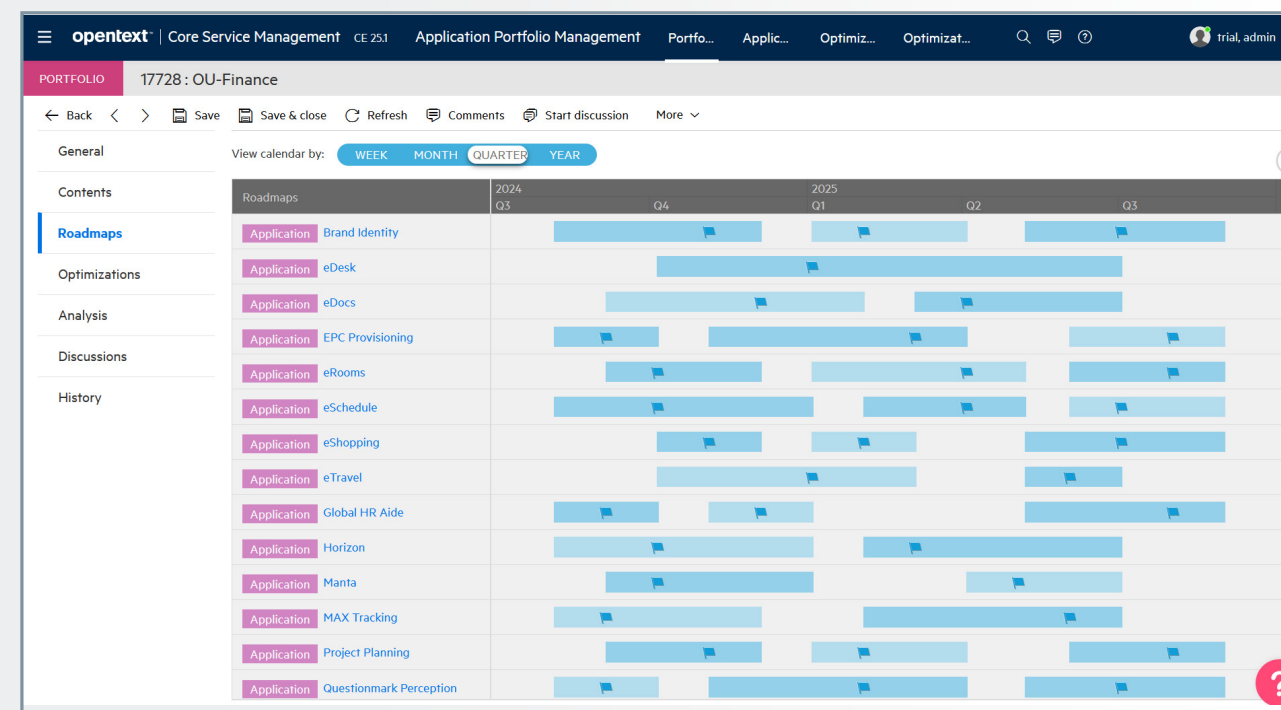 opentext™ | Core Service Management CE 25.1 Application Portfolio Management Portfo... Applic... Optimiz... Optimizat... trial, admin
PORTFOLIO 17728 : OU-Finance
Back Save Save & close Refresh Comments Start discussion More
General
View calendar by: WEEK MONTH QUARTER YEAR
Contents
Roadmaps
Optimizations
Analysis
Discussions
History
Roadmaps
2024 2025
Q3 Q4 Q1 Q2 Q3
Application Brand Identity
Application eDesk
Application eDocs
Application EPC Provisioning
Application eRooms
Application eSchedule
Application eShopping
Application eTravel
Application Global HR Aide
Application Horizon
Application Manta
Application MAX Tracking
Application Project Planning
Application Questionmark Perception
?